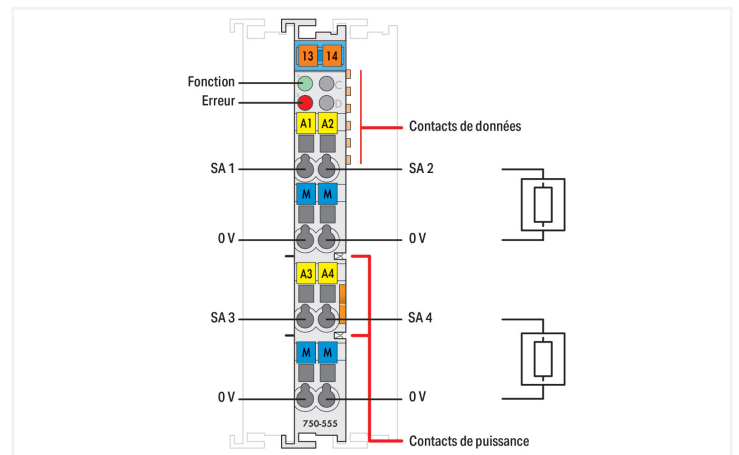 13 14
Fonction
C
Erreur
D
A1 A2
Contacts de données
SA 1
SA 2
M M
0 V
0 V
A3 A4
SA 3
SA 4
M M
0 V
0 V
750-555
Contacts de puissance